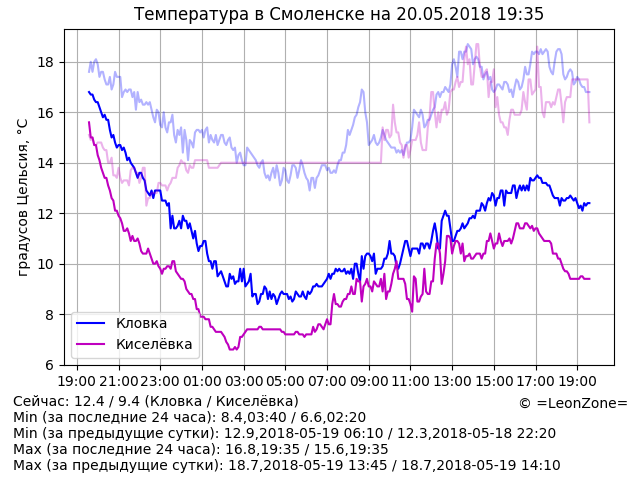 Температура в Смоленске на 20.05.2018 19:35
градусов Цельсия, °C
18
16
14
12
10
8
6
Кловка
Киселёвка
19:00 21:00 23:00 01:00 03:00 05:00 07:00 09:00 11:00 13:00 15:00 17:00 19:00
Сейчас: 12.4 / 9.4 (Кловка / Киселёвка)
© =LeonZone=
Min (за последние 24 часа): 8.4,03:40 / 6.6,02:20
Min (за предыдущие сутки): 12.9,2018-05-19 06:10 / 12.3,2018-05-18 22:20
Max (за последние 24 часа): 16.8,19:35 / 15.6,19:35
Max (за предыдущие сутки): 18.7,2018-05-19 13:45 / 18.7,2018-05-19 14:10